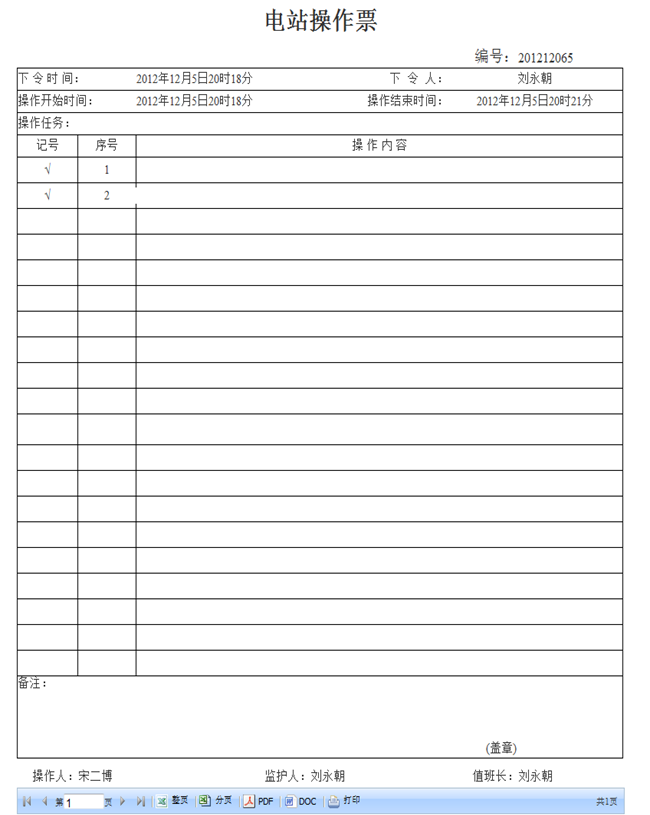 电站操作票
编号：201212065
下令时间： 2012年12月5日20时18分 下 令 人： 刘永朝
操作开始时间： 2012年12月5日20时18分 操作结束时间： 2012年12月5日20时21分
操作任务：
记号 序号 操作内容
√ 1
√ 2
备注：
(盖章)
操作人：宋二博 监护人：刘永朝 值班长：刘永朝
第1页 整页 分页 PDF DOC 打印 共1页